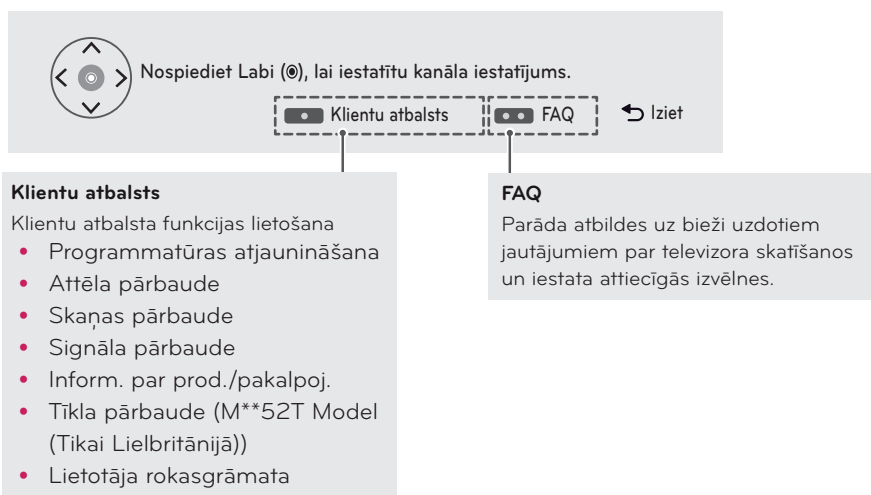 Nospiediet Labi (◉), lai iestatītu kanāla iestatījums.
Klientu atbalsts
FAQ
Iziet
Klientu atbalsts
Klientu atbalsta funkcijas lietošana
• Programmatūras atjaunināšana
• Attēla pārbaude
• Skaņas pārbaude
• Signāla pārbaude
• Inform. par prod./pakalpoj.
• Tīkla pārbaude (M**52T Model
(Tikai Lielbritānijā))
• Lietotāja rokasgrāmata
FAQ
Parāda atbildes uz bieži uzdotiem
jautājumiem par televizora skatīšanos
un iestata attiecīgās izvēlnes.